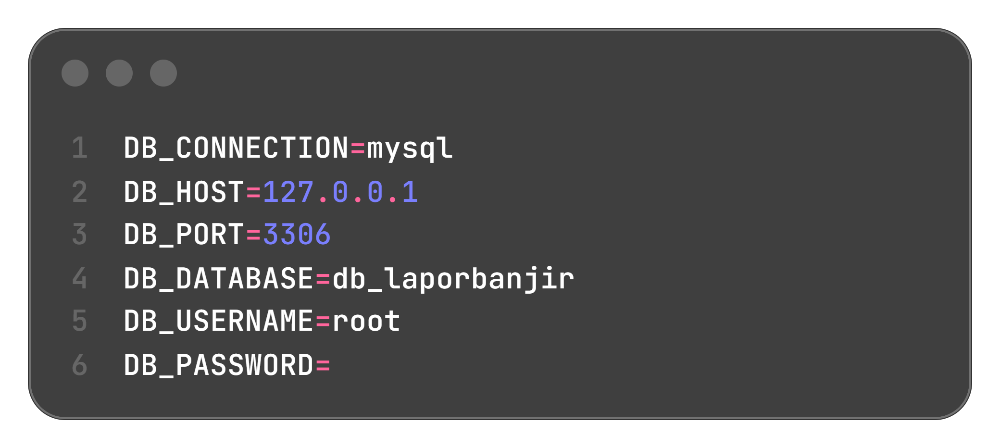 1 DB_CONNECTION=mysql
2 DB_HOST=127.0.0.1
3 DB_PORT=3306
4 DB_DATABASE=db_laporbanjir
5 DB_USERNAME=root
6 DB_PASSWORD=